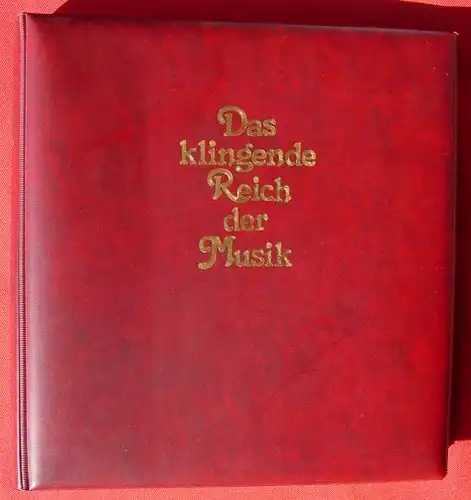 Das
klingende
Reich
der
Musik